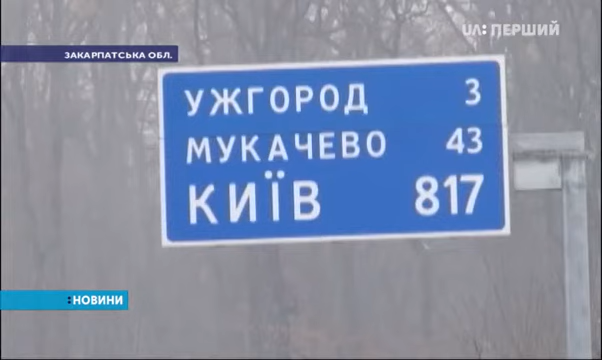 UA: ПЕРШИЙ
ЗАКАРПАТСЬКА ОБЛ.
УЖГОРОД 3
МУКАЧЕВО 43
КИЇВ 817
:НОВИНИ